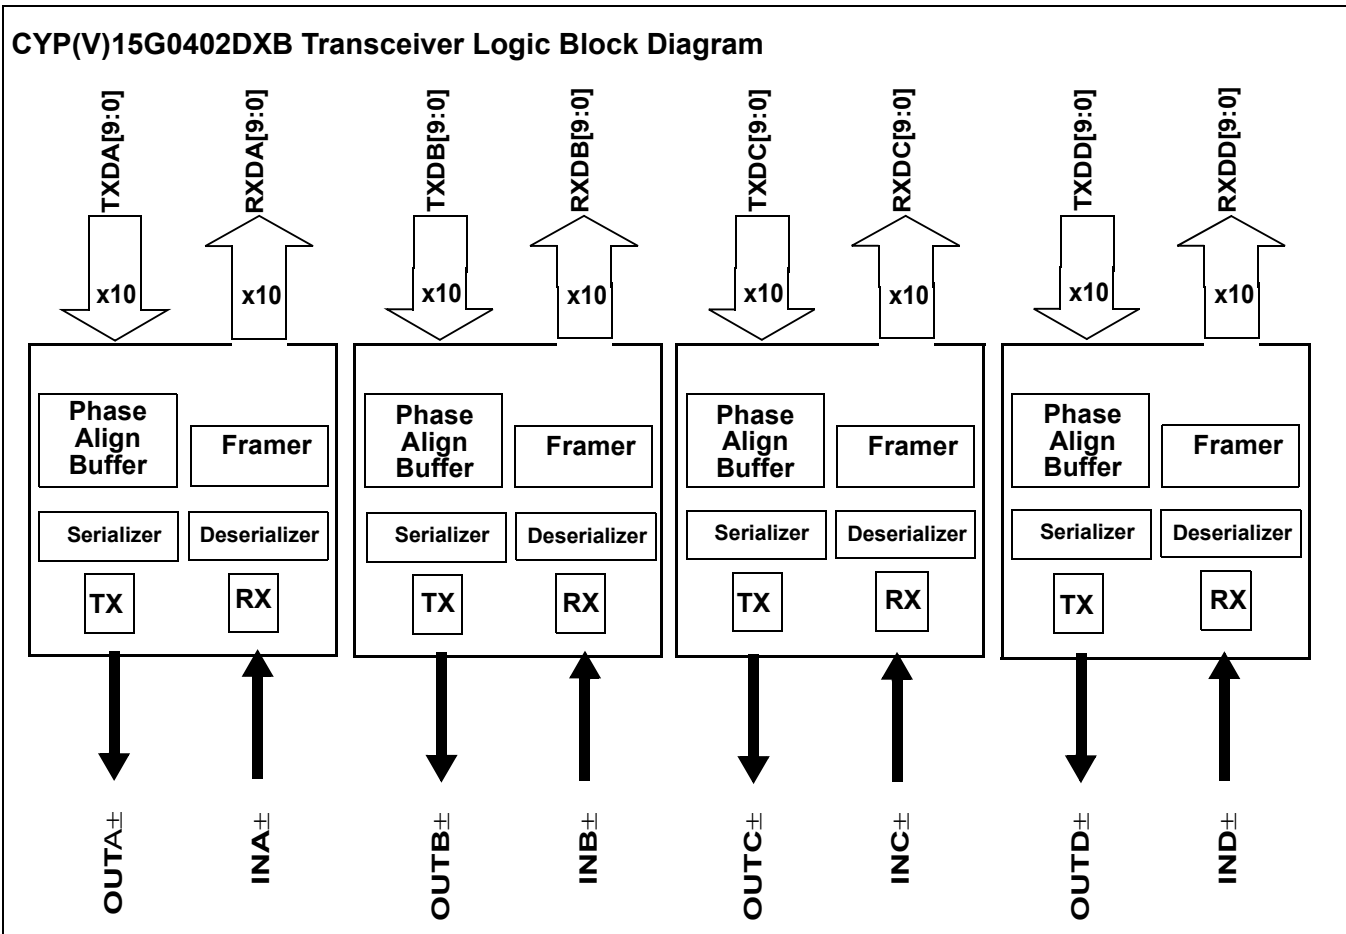 CYP(V)15G0402DXB Transceiver Logic Block Diagram
TXDA[9:0]
RXDA[9:0]
TXDB[9:0]
RXDB[9:0]
TXDC[9:0]
RXDC[9:0]
TXDD[9:0]
RXDD[9:0]
x10
x10
x10
x10
x10
x10
x10
x10
Phase
Align
Buffer
Framer
Phase
Align
Buffer
Framer
Phase
Align
Buffer
Framer
Phase
Align
Buffer
Framer
Serializer
Deserializer
Serializer
Deserializer
Serializer
Deserializer
Serializer
Deserializer
TX
RX
TX
RX
TX
RX
TX
RX
OUTA±
INA±
OUTB±
INB±
OUTC±
INC±
OUTD±
IND±